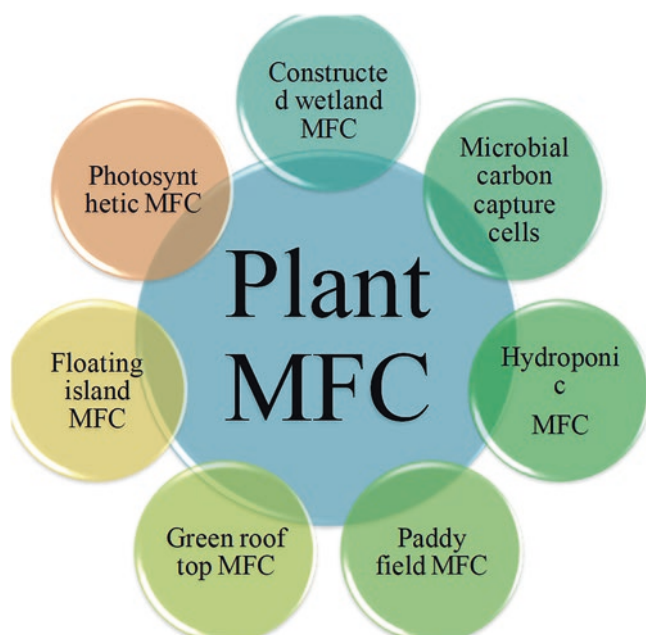 Constructe
d wetland
MFC
Microbial
carbon
capture
cells
Hydroponi
c
MFC
Paddy
field MFC
Green roof
top MFC
Floating
island
MFC
Photosynt
hetic MFC
Plant
MFC